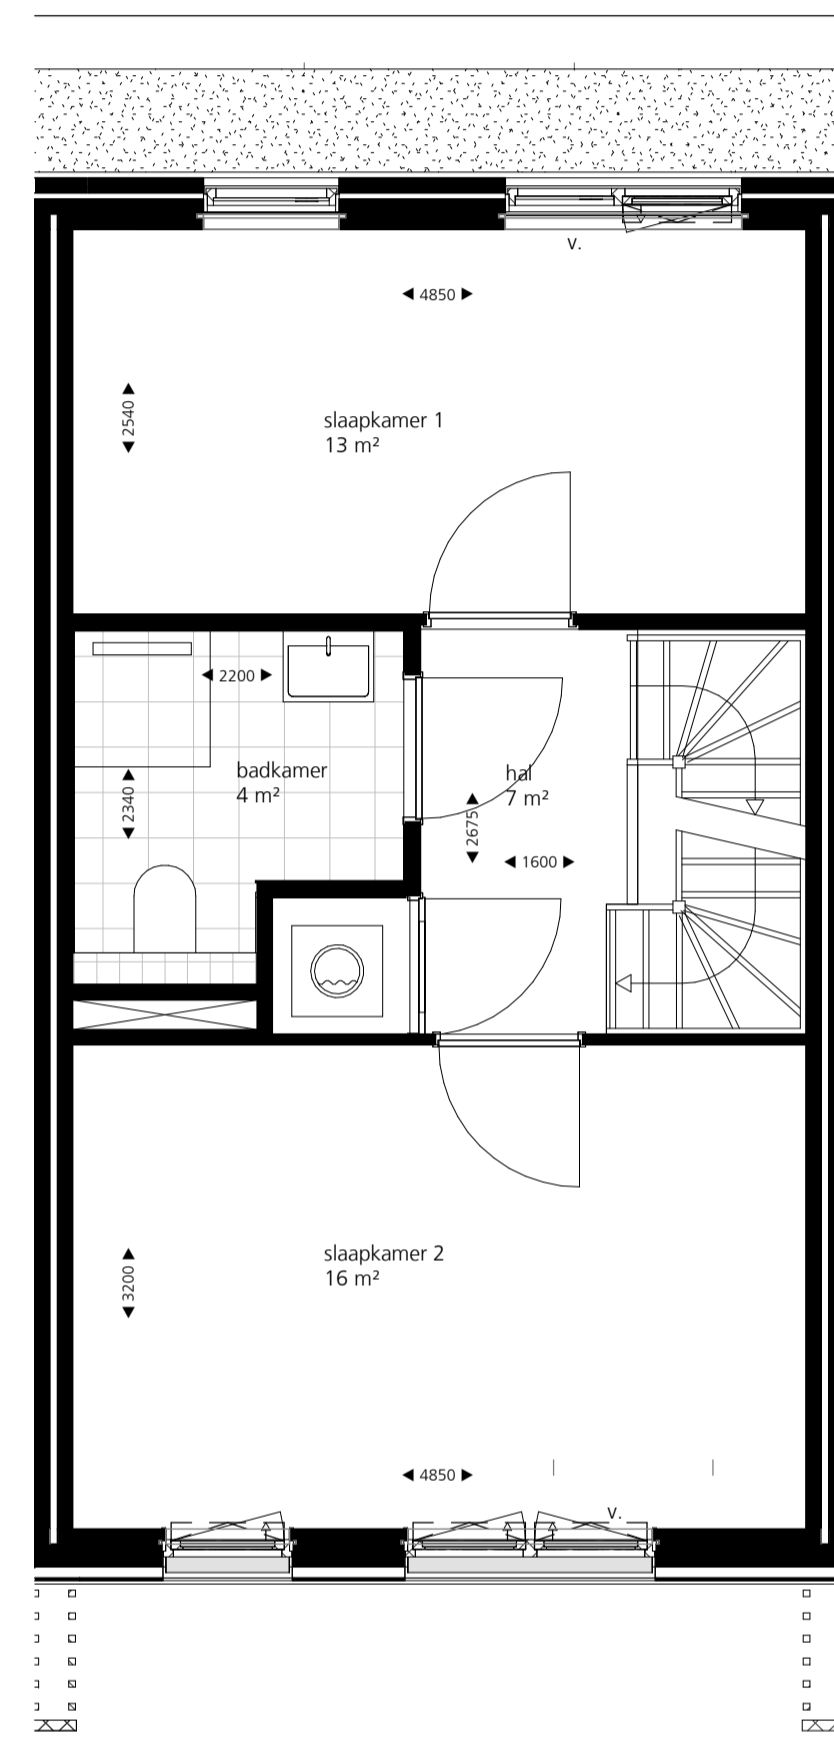 V.
4850
2540
slaapkamer 1
13 m²
2200
badkamer
4 m²
2340
hal
7 m²
2675
1600
slaapkamer 2
16 m²
3200
4850
V.